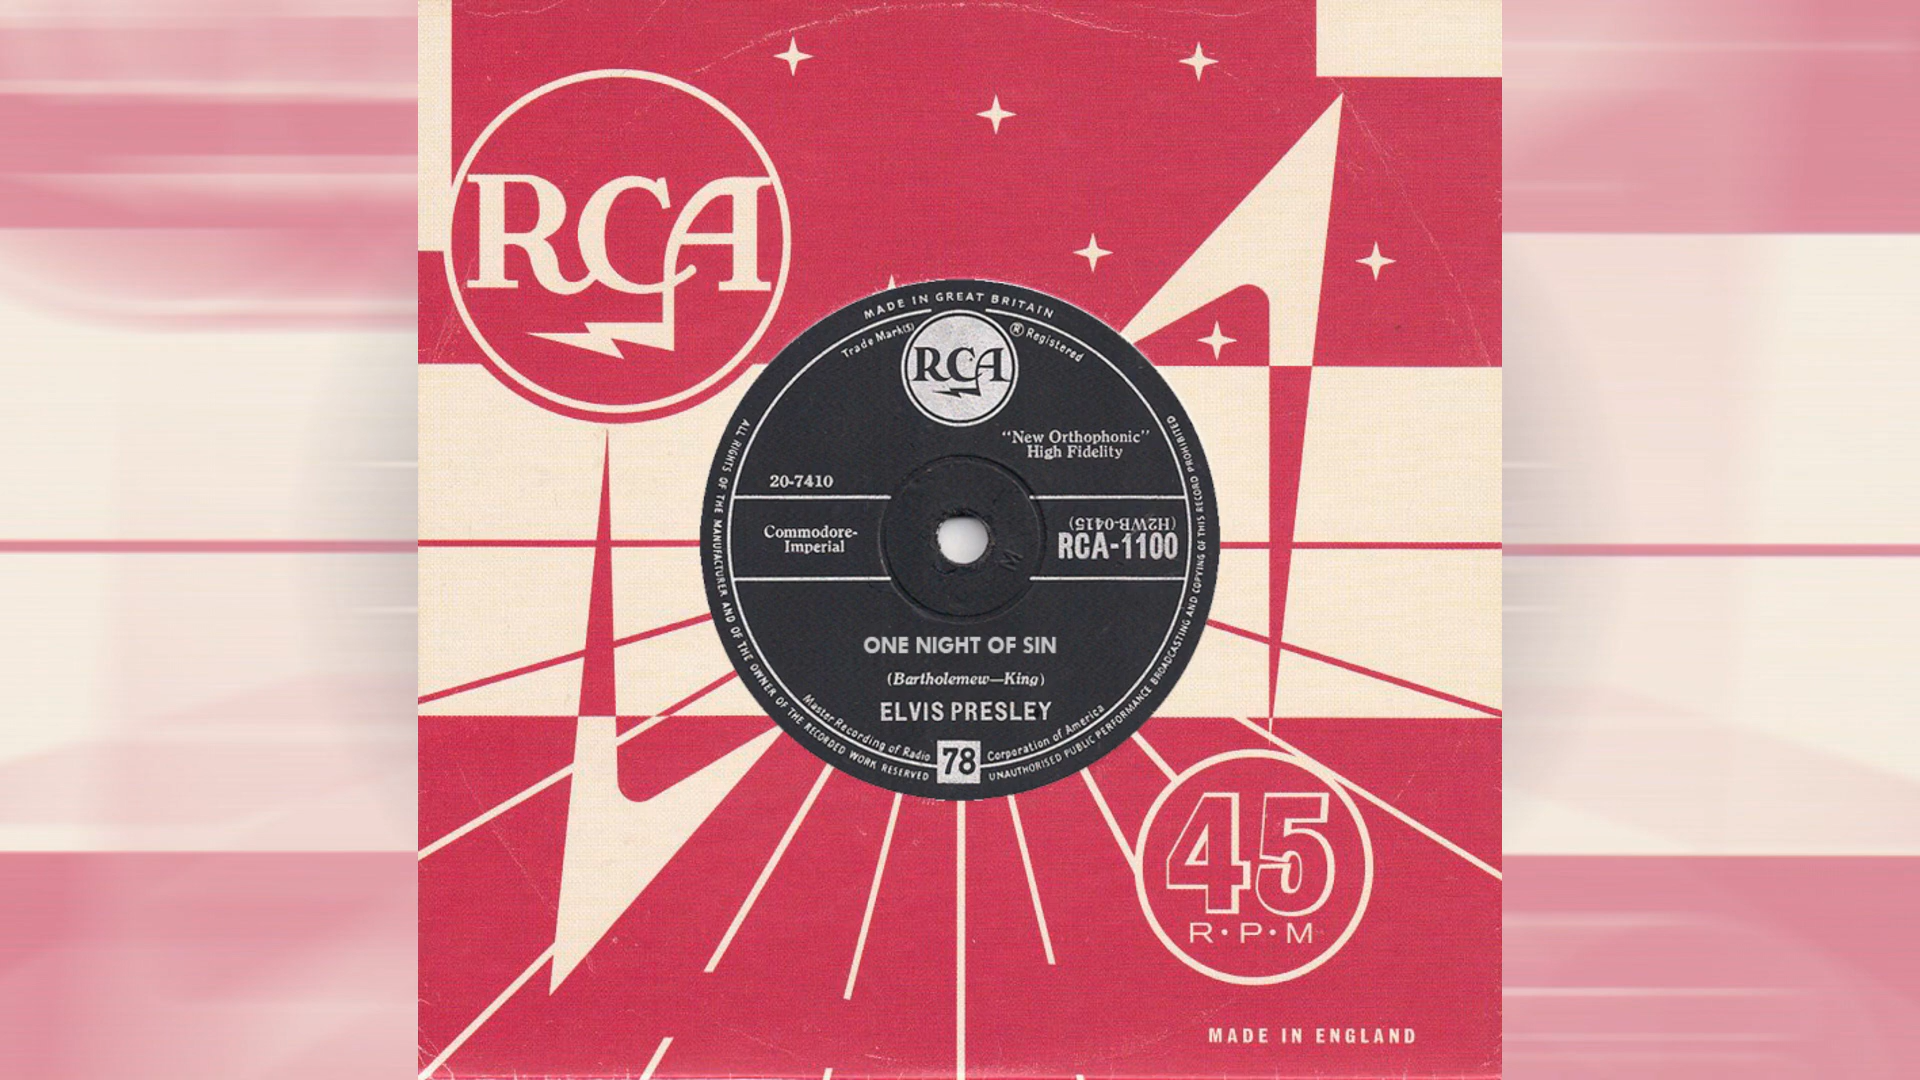 RCA
MADE IN GREAT BRITAIN
Trade Mark(s)
® Registered
RCA
"New Orthophonic"
High Fidelity
20-7410
Commodore-
Imperial
(H2WB-0415)
RCA-1100
M
ONE NIGHT OF SIN
(Bartholemew—King)
ELVIS PRESLEY
Master Recording of Radio
Corporation of America
78
ALL RIGHTS OF THE MANUFACTURER AND OF THE OWNER OF THE RECORDED WORK RESERVED
UNAUTHORISED PUBLIC PERFORMANCE BROADCASTING AND COPYING OF THIS RECORD PROHIBITED
45
R·P·M
MADE IN ENGLAND